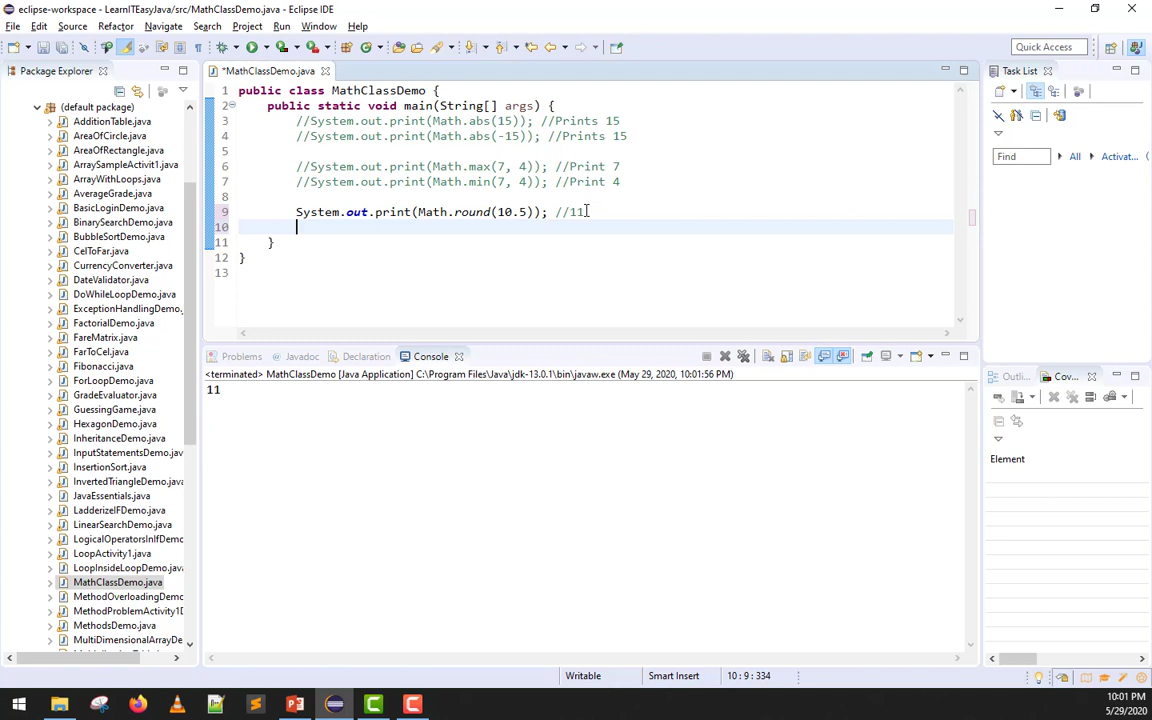 eclipse-workspace - LearnITEasyJava/src/MathClassDemo.java - Eclipse IDE
File Edit Source Refactor Navigate Search Project Run Window Help
Quick Access
Package Explorer
*MathClassDemo.java
Task List
(default package)
AdditionTable.java
AreaOfCircle.java
AreaOfRectangle.java
ArraySampleActivit1.java
ArrayWithLoops.java
AverageGrade.java
BasicLoginDemo.java
BinarySearchDemo.java
BubbleSortDemo.java
CelToFar.java
CurrencyConverter.java
DateValidator.java
DoWhileLoopDemo.java
ExceptionHandlingDemo.
FactorialDemo.java
FareMatrix.java
FarToCel.java
Fibonacci.java
ForLoopDemo.java
GradeEvaluator.java
GuessingGame.java
HexagonDemo.java
InheritanceDemo.java
InputStatementsDemo.java
InsertionSort.java
InvertedTriangleDemo.java
JavaEssentials.java
LadderizeIFDemo.java
LinearSearchDemo.java
LogicalOperatorsInIfDemo
LoopActivity1.java
LoopInsideLoopDemo.java
MathClassDemo.java
MethodOverloadingDemo
MethodProblemActivity1D
MethodsDemo.java
MultiDimensionalArrayDe
1 public class MathClassDemo {
2 public static void main(String[] args) {
3 //System.out.print(Math.abs(15)); //Prints 15
4 //System.out.print(Math.abs(-15)); //Prints 15
5
6 //System.out.print(Math.max(7, 4)); //Print 7
7 //System.out.print(Math.min(7, 4)); //Print 4
8
9 System.out.print(Math.round(10.5)); //11
10
11 }
12 }
13
Find All Activat...
Problems Javadoc Declaration Console
<terminated> MathClassDemo [Java Application] C:\Program Files\Java\jdk-13.0.1\bin\javaw.exe (May 29, 2020, 10:01:56 PM)
11
Outli... Cov...
Element
Writable Smart Insert 10 : 9 : 334
10:01 PM
5/29/2020